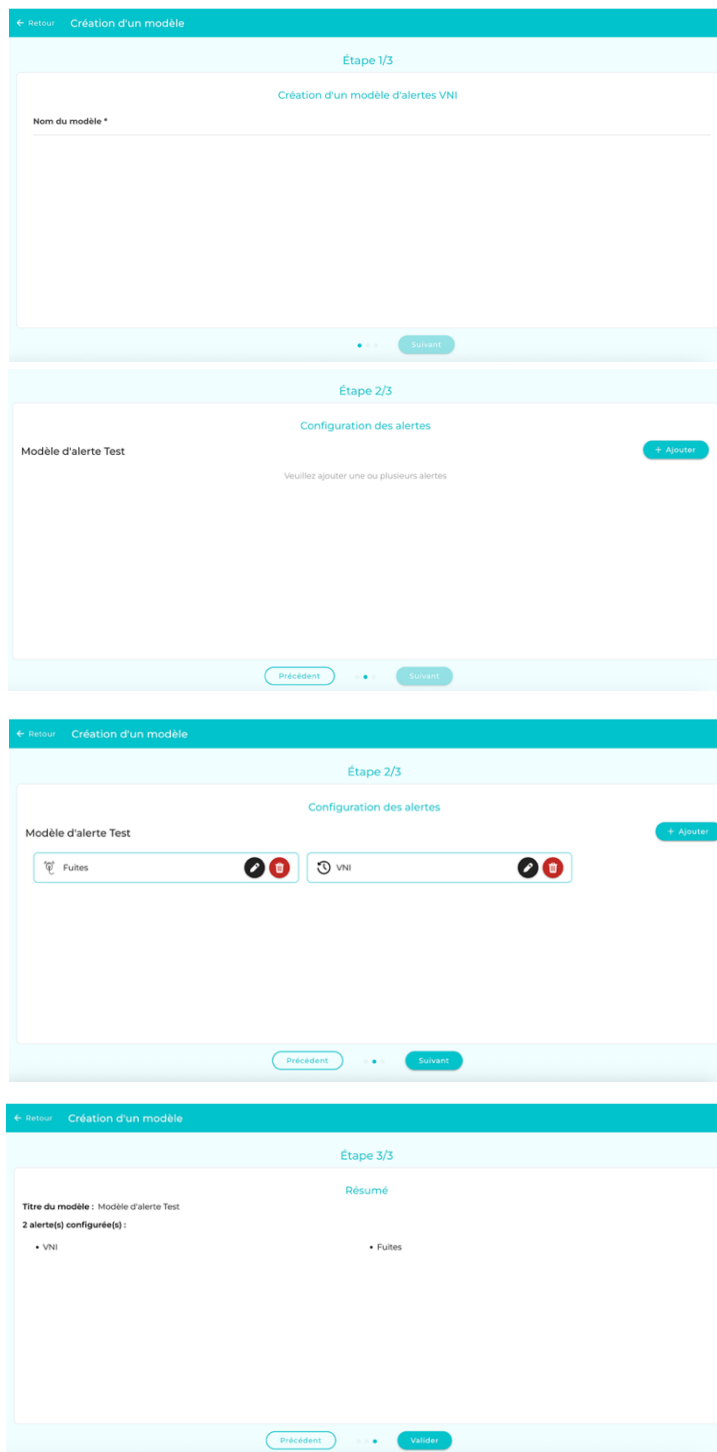 ← Retour Création d'un modèle
Étape 1/3
Création d'un modèle d'alertes VNI
Nom du modèle *
Suivant
Étape 2/3
Configuration des alertes
Modèle d'alerte Test
+ Ajouter
Veuillez ajouter une ou plusieurs alertes
Précédent Suivant
← Retour Création d'un modèle
Étape 2/3
Configuration des alertes
Modèle d'alerte Test
+ Ajouter
Fuites VNI
Précédent Suivant
← Retour Création d'un modèle
Étape 3/3
Résumé
Titre du modèle : Modèle d'alerte Test
2 alerte(s) configurée(s) :
• VNI • Fuites
Précédent Valider